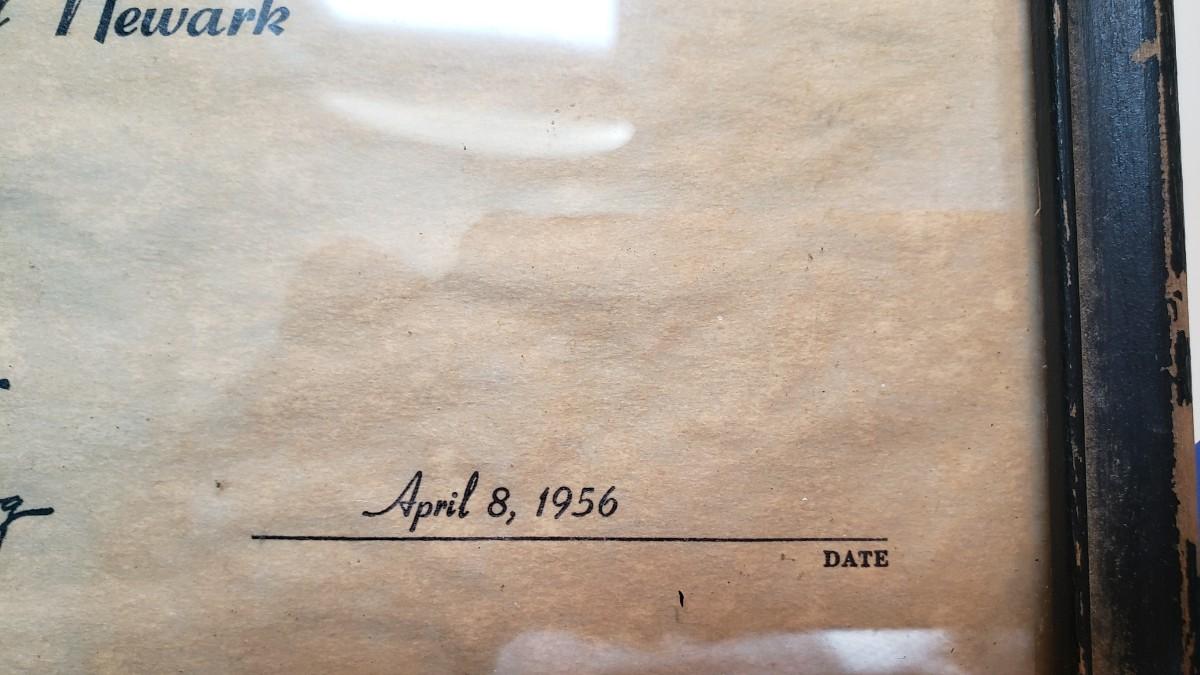 Newark
April 8, 1956
DATE